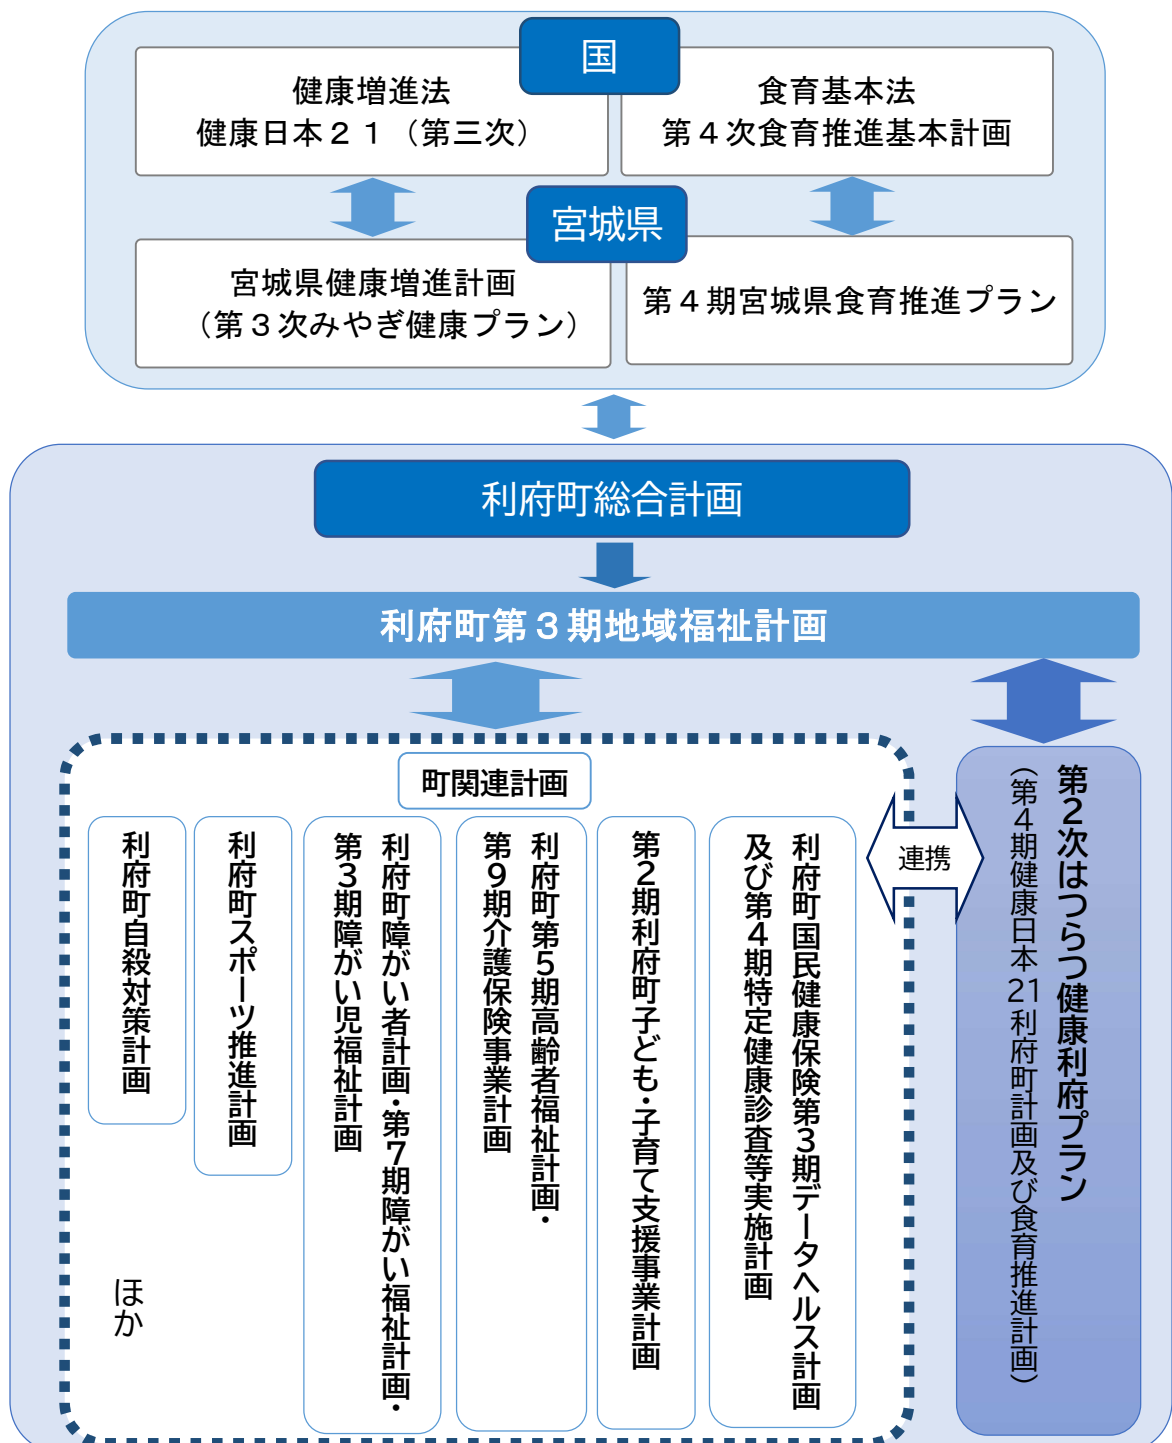 国
健康増進法
健康日本２１（第三次）
食育基本法
第４次食育推進基本計画
宮城県
宮城県健康増進計画
（第３次みやぎ健康プラン）
第４期宮城県食育推進プラン
利府町総合計画
利府町第３期地域福祉計画
町関連計画
第２次はつらつ健康利府プラン
（第４期健康日本21利府町計画及び食育推進計画）
連携
利府町国民健康保険第３期データヘルス計画
及び第４期特定健康診査等実施計画
第２期利府町子ども・子育て支援事業計画
利府町第５期高齢者福祉計画・
第９期介護保険事業計画
利府町障がい者計画・第７期障がい福祉計画・
第３期障がい児福祉計画
利府町スポーツ推進計画
利府町自殺対策計画
ほか